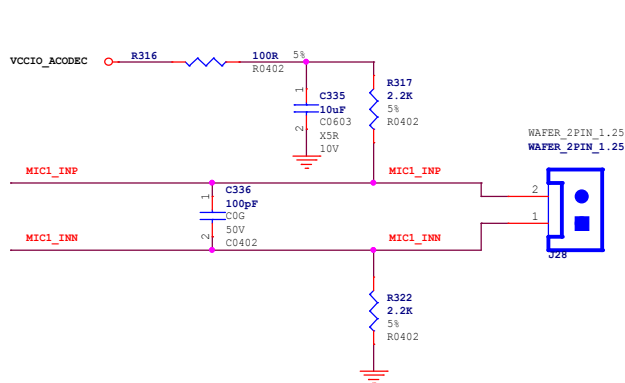 VCCIO_ACODEC
R316
100R
5%
R0402
R317
2.2K
5%
R0402
1
2
C335
10uF
C0603
X5R
10V
WAFER_2PIN_1.25
WAFER_2PIN_1.25
MIC1_INP
MIC1_INP
1
2
C336
100pF
C0G
50V
C0402
2
1
MIC1_INN
MIC1_INN
J28
R322
2.2K
5%
R0402